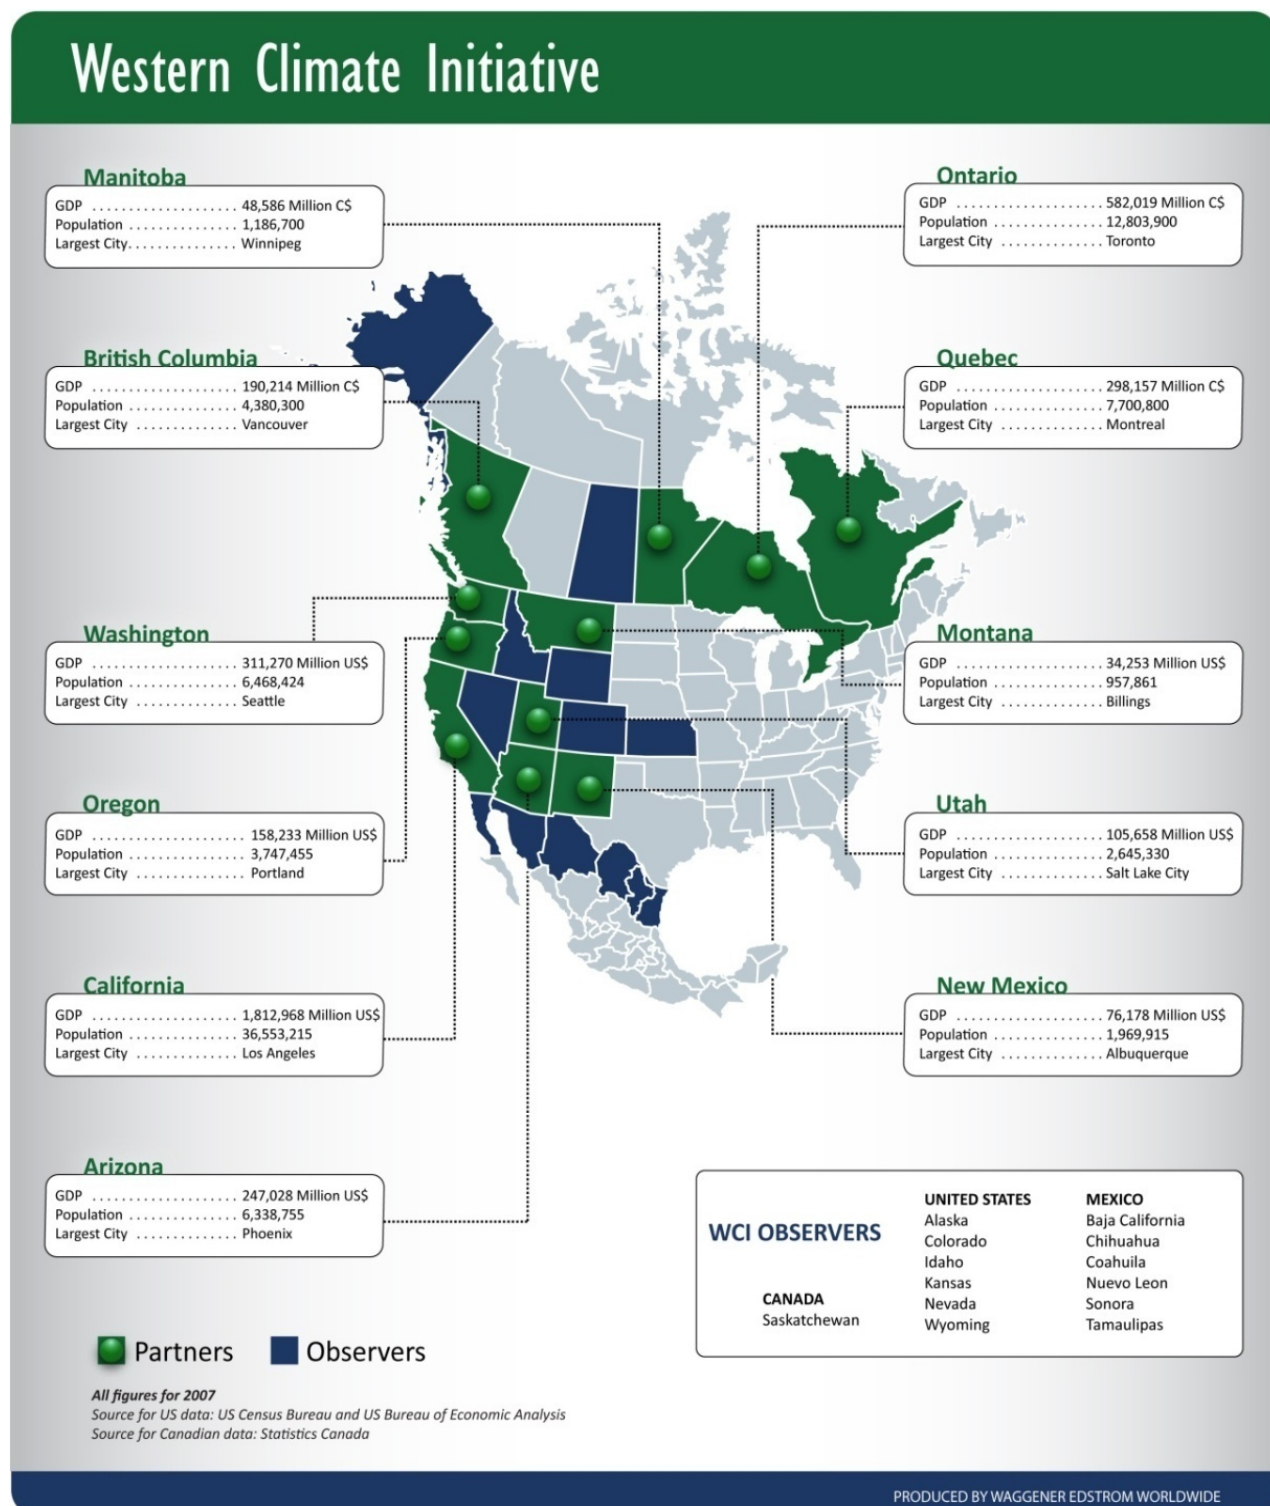 Western Climate Initiative
Manitoba
GDP .................... 48,586 Million C$
Population ............... 1,186,700
Largest City............... Winnipeg
Ontario
GDP .................... 582,019 Million C$
Population ............... 12,803,900
Largest City .............. Toronto
British Columbia
GDP .................... 190,214 Million C$
Population ............... 4,380,300
Largest City .............. Vancouver
Quebec
GDP .................... 298,157 Million C$
Population ............... 7,700,800
Largest City .............. Montreal
Washington
GDP .................... 311,270 Million US$
Population ............... 6,468,424
Largest City .............. Seattle
Montana
GDP .................... 34,253 Million US$
Population ............... 957,861
Largest City .............. Billings
Oregon
GDP .................... 158,233 Million US$
Population ............... 3,747,455
Largest City .............. Portland
Utah
GDP .................... 105,658 Million US$
Population ............... 2,645,330
Largest City .............. Salt Lake City
California
GDP .................... 1,812,968 Million US$
Population ............... 36,553,215
Largest City .............. Los Angeles
New Mexico
GDP .................... 76,178 Million US$
Population ............... 1,969,915
Largest City .............. Albuquerque
Arizona
GDP .................... 247,028 Million US$
Population ............... 6,338,755
Largest City .............. Phoenix
WCI OBSERVERS
CANADA
Saskatchewan
UNITED STATES
Alaska
Colorado
Idaho
Kansas
Nevada
Wyoming
MEXICO
Baja California
Chihuahua
Coahuila
Nuevo Leon
Sonora
Tamaulipas
Partners
Observers
All figures for 2007
Source for US data: US Census Bureau and US Bureau of Economic Analysis
Source for Canadian data: Statistics Canada
PRODUCED BY WAGGENER EDSTROM WORLDWIDE